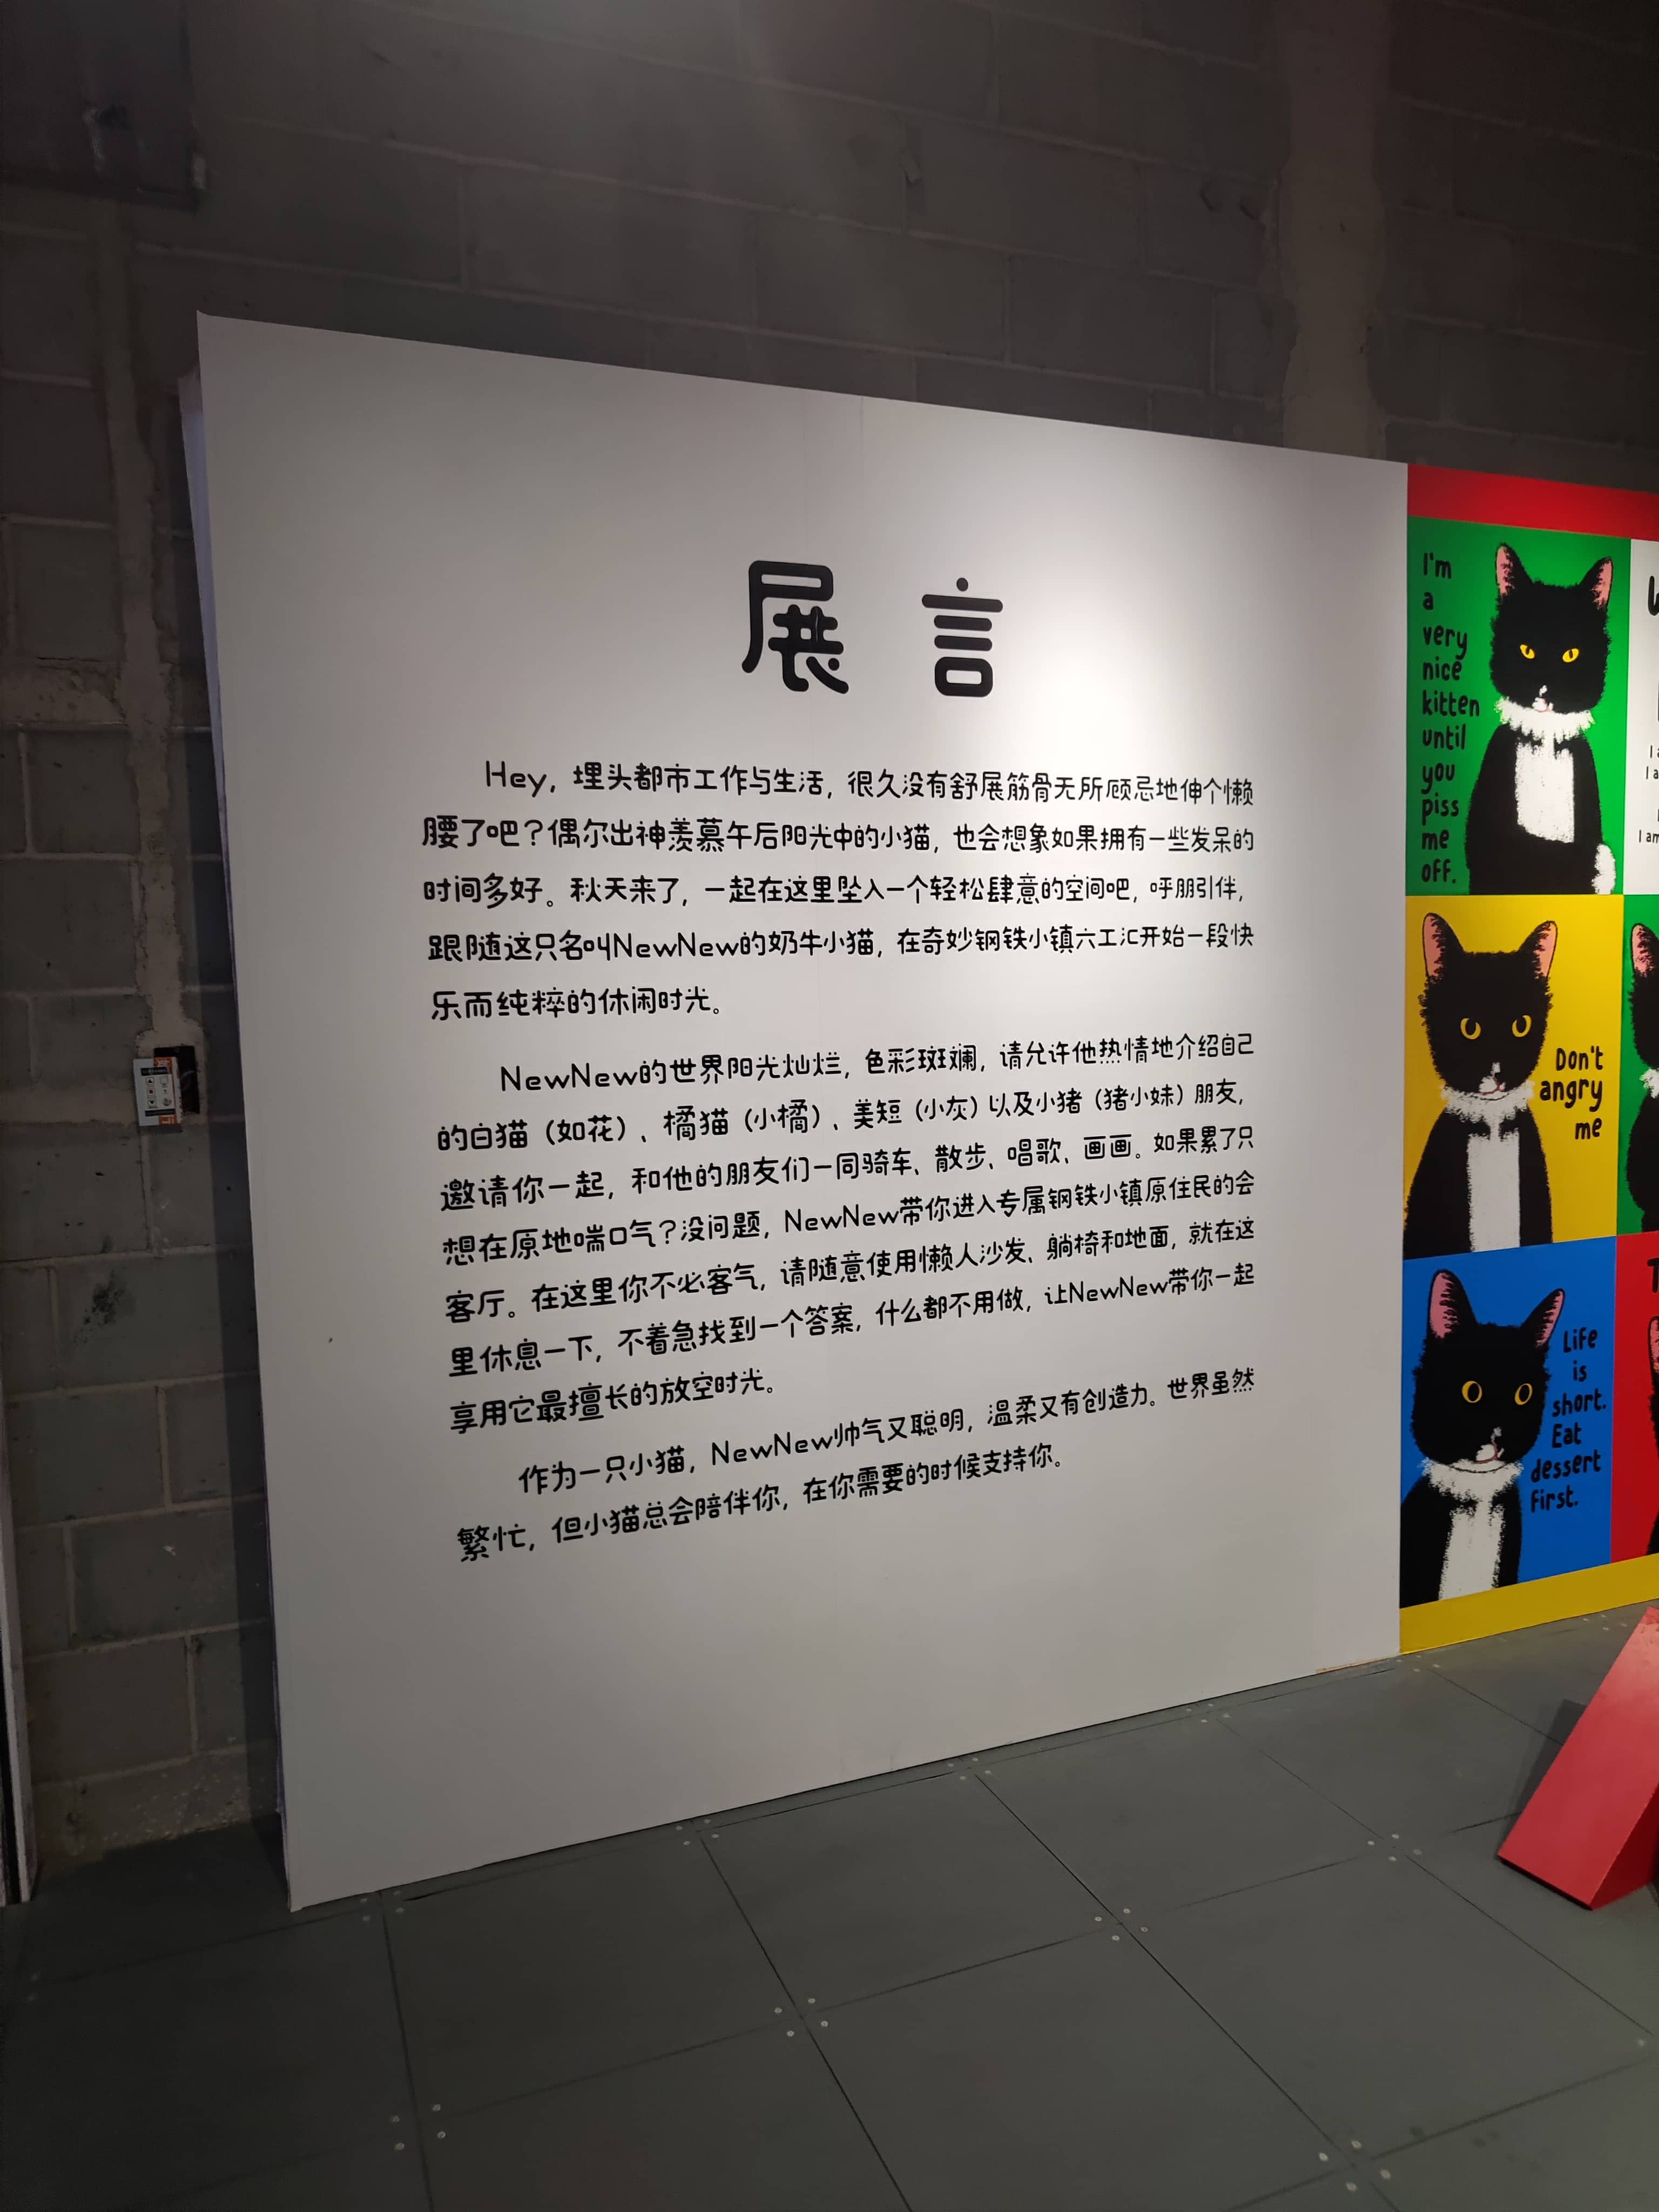 展言
Hey，埋头都市工作与生活，很久没有舒展筋骨无所顾忌地伸个懒
腰了吧？偶尔出神羡慕午后阳光中的小猫，也会想象如果拥有一些发呆的
时间多好。秋天来了，一起在这里坠入一个轻松肆意的空间吧，呼朋引伴，
跟随这只名叫NewNew的奶牛小猫，在奇妙钢铁小镇六工汇开始一段快
乐而纯粹的休闲时光。
NewNew的世界阳光灿烂，色彩斑斓，请允许他热情地介绍自己
的白猫（如花）、橘猫（小橘）、美短（小灰）以及小猪（猪小妹）朋友，
邀请你一起，和他的朋友们一同骑车、散步、唱歌、画画。如果累了只
想在原地喘口气？没问题，NewNew带你进入专属钢铁小镇原住民的会
客厅。在这里你不必客气，请随意使用懒人沙发、躺椅和地面，就在这
里休息一下，不着急找到一个答案，什么都不用做，让NewNew带你一起
享用它最擅长的放空时光。
作为一只小猫，NewNew帅气又聪明，温柔又有创造力。世界虽然
繁忙，但小猫总会陪伴你，在你需要的时候支持你。
I'm
a
very
nice
kitten
until
you
piss
me
off.
Don't
angry
me
Life
is
short.
Eat
dessert
first.